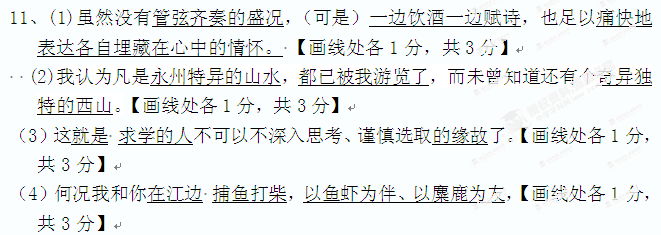 11、(1)虽然没有管弦齐奏的盛况，（可是）一边饮酒一边赋诗，也足以痛快地
表达各自埋藏在心中的情怀。【画线处各1分，共3分】
(2)我认为凡是永州特异的山水，都已被我游览了，而未曾知道还有个奇异独
特的西山。【画线处各1分，共3分】
（3）这就是 求学的人不可以不深入思考、谨慎选取的缘故了。【画线处各1分，
共3分】
（4）何况我和你在江边 捕鱼打柴，以鱼虾为伴、以麋鹿为友，【画线处各1分，
共3分】